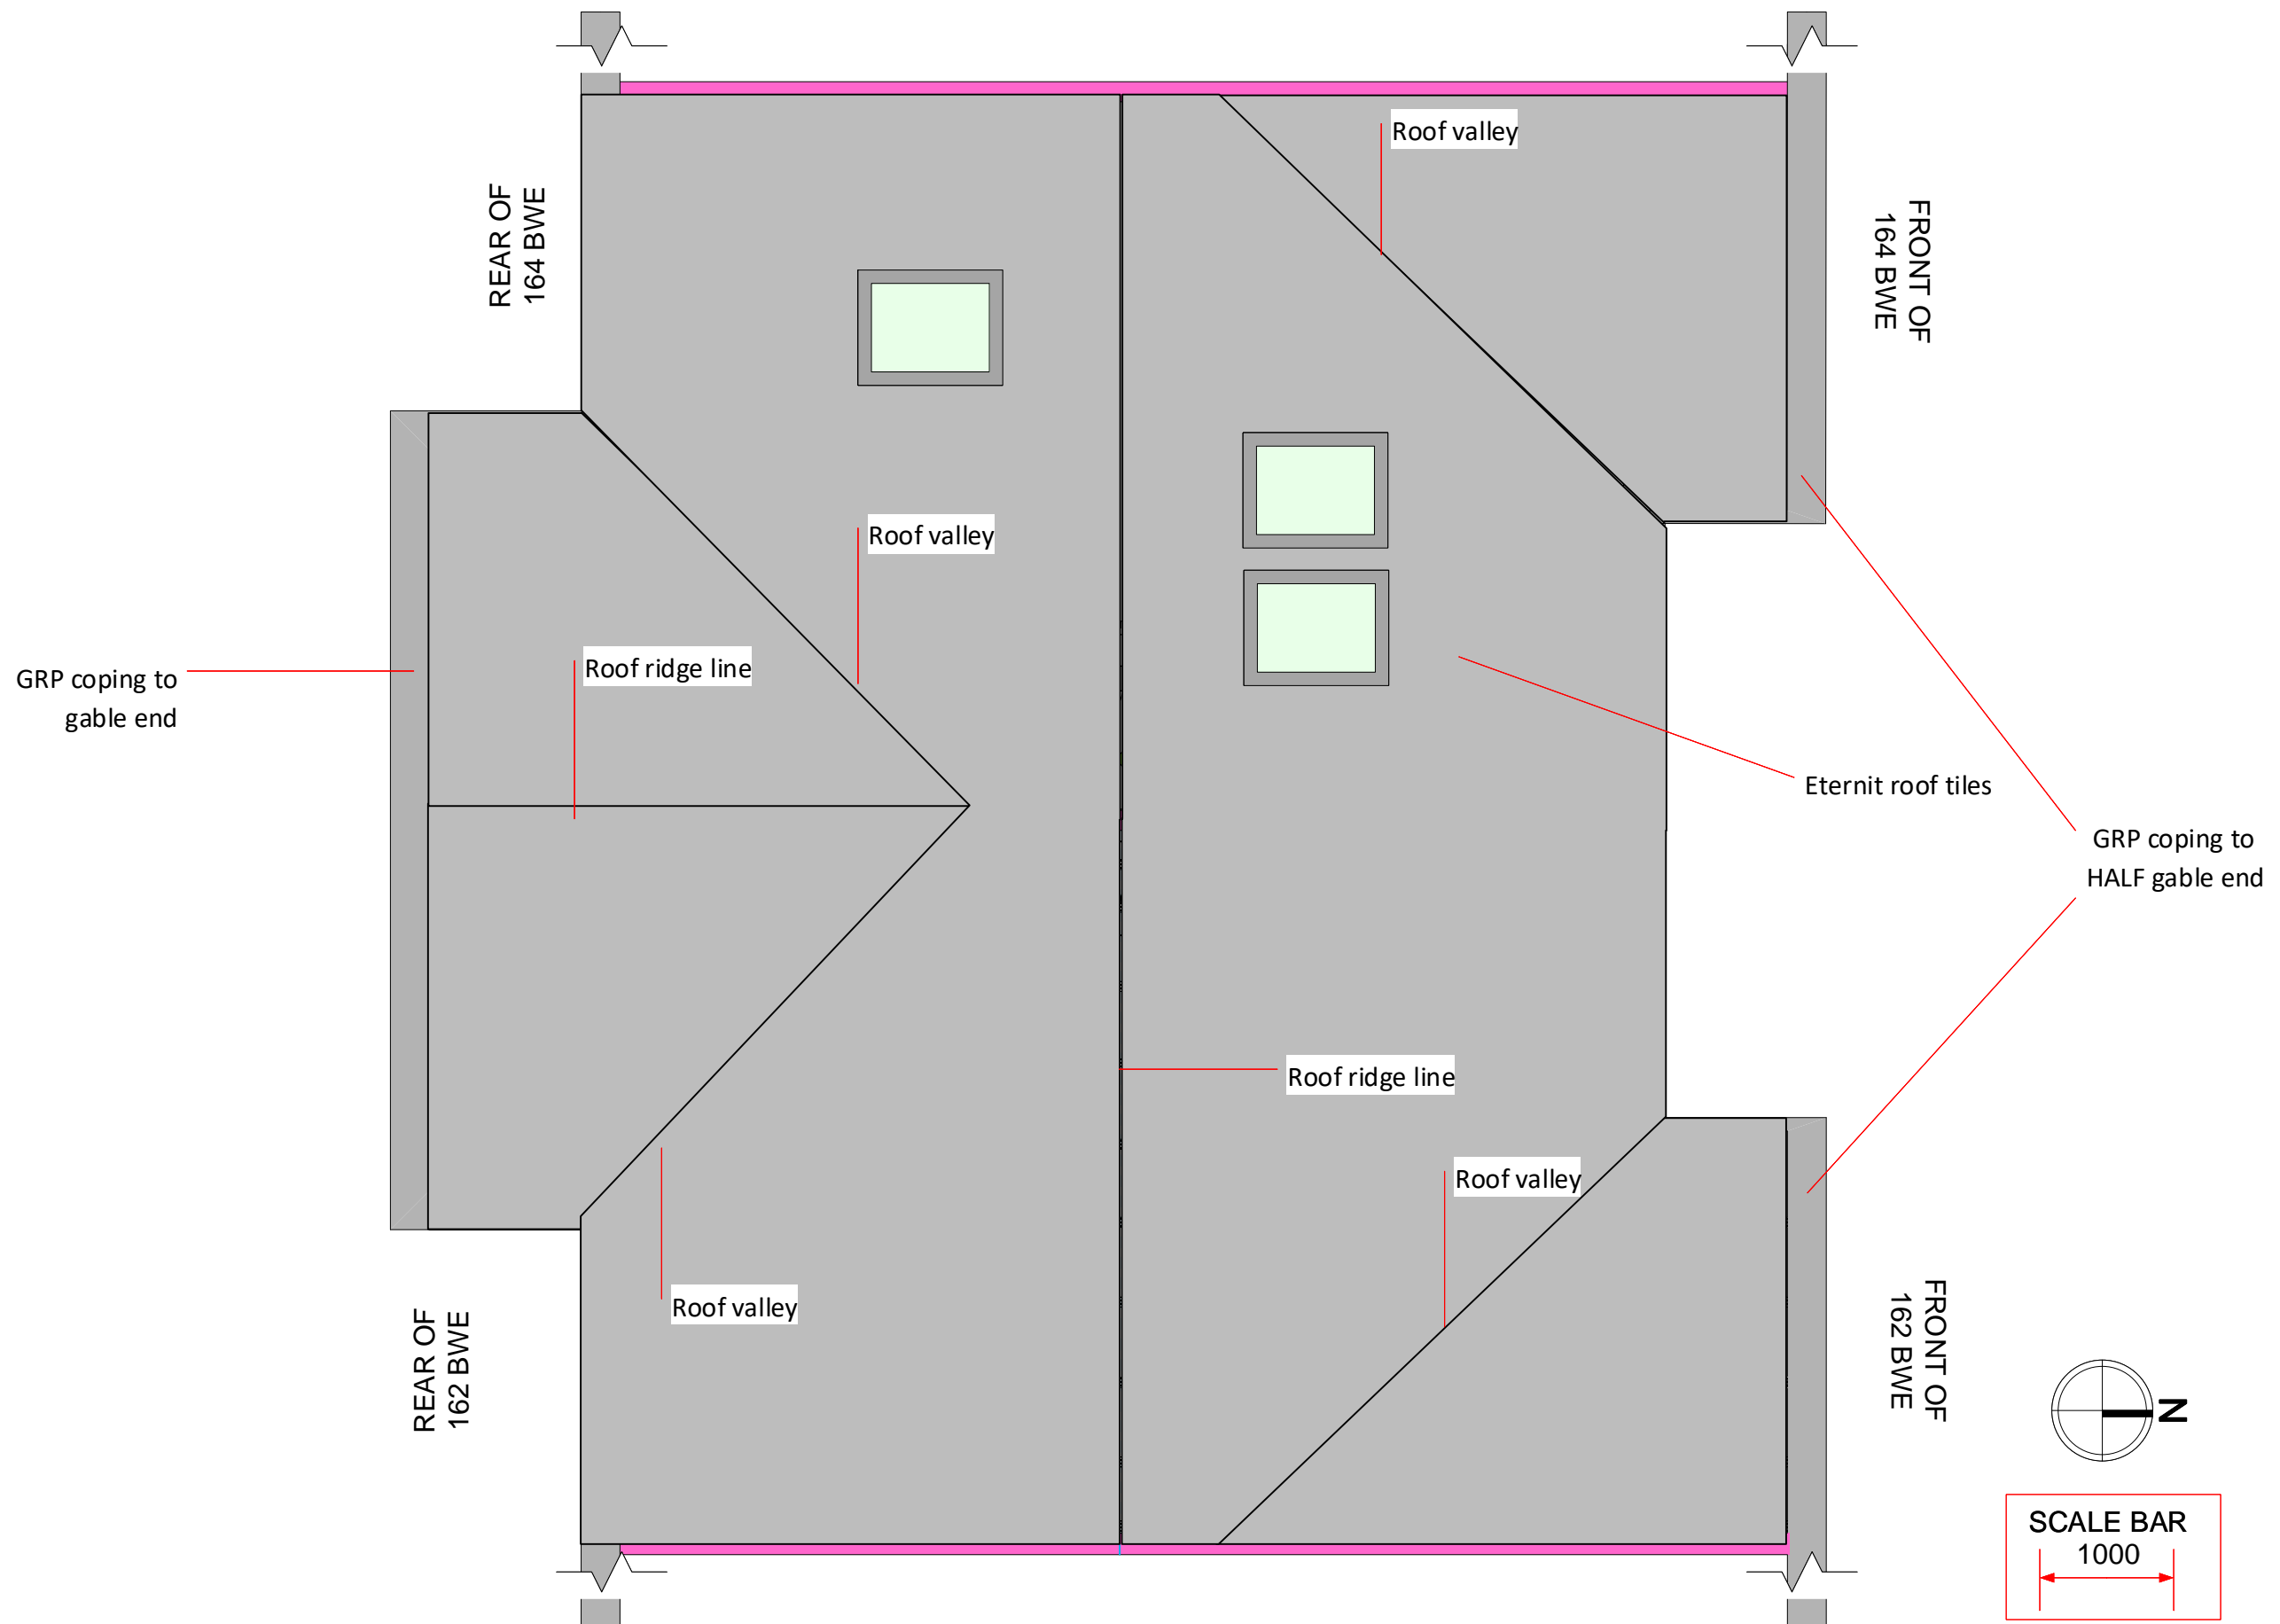 Roof valley
REAR OF
164 BWE
FRONT OF
164 BWE
Roof valley
Roof ridge line
GRP coping to
gable end
Eternit roof tiles
GRP coping to
HALF gable end
Roof ridge line
Roof valley
Roof valley
REAR OF
162 BWE
FRONT OF
162 BWE
N
SCALE BAR
1000